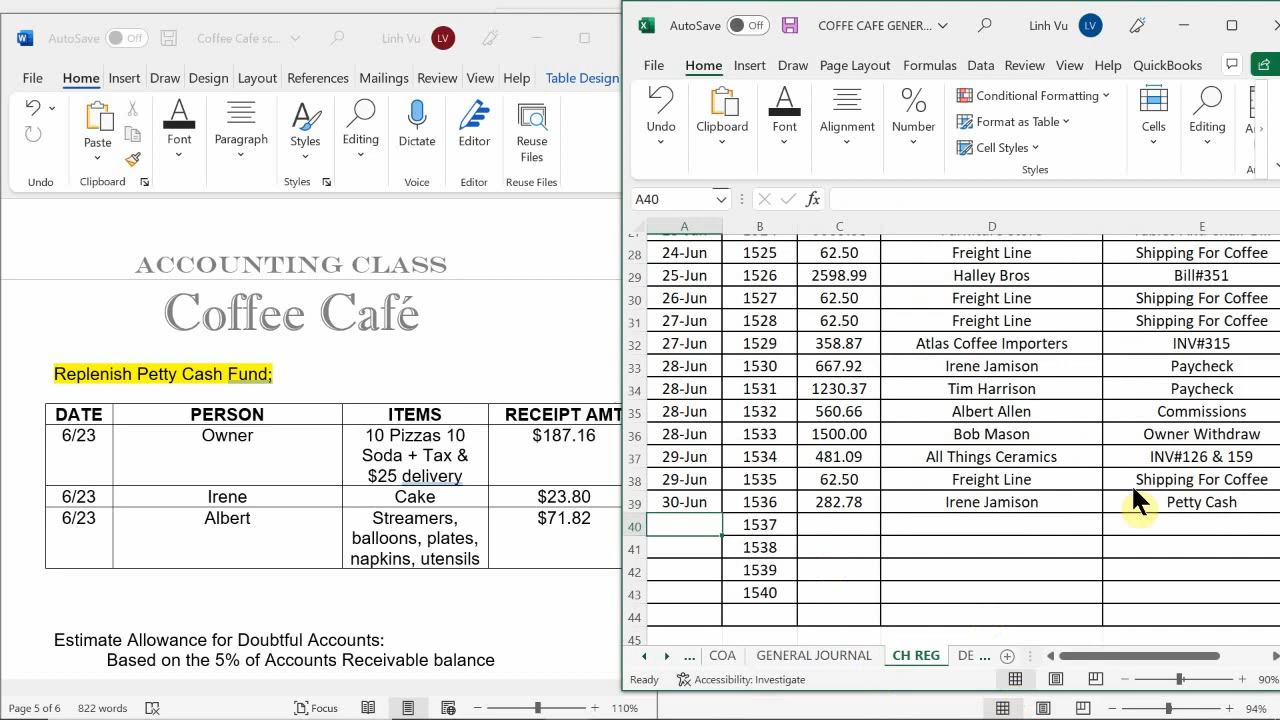 AutoSave Off Coffee Cafe sc... Linh Vu LV
File Home Insert Draw Design Layout References Mailings Review View Help Table Design
Paste Font Paragraph Styles Editing Dictate Editor Reuse Files
Undo Clipboard Styles Voice Editor Reuse Files
ACCOUNTING CLASS
Coffee Café
Replenish Petty Cash Fund;
DATE PERSON ITEMS RECEIPT AMT
6/23 Owner 10 Pizzas 10 $187.16
Soda + Tax &
$25 delivery
6/23 Irene Cake $23.80
6/23 Albert Streamers, $71.82
balloons, plates,
napkins, utensils
Estimate Allowance for Doubtful Accounts:
Based on the 5% of Accounts Receivable balance
Page 5 of 6 822 words Focus 110%
AutoSave Off COFFE CAFE GENER... Linh Vu LV
File Home Insert Draw Page Layout Formulas Data Review View Help QuickBooks
Undo Clipboard Font Alignment Number Conditional Formatting Cells Editing
Format as Table
Cell Styles
Styles
A40 fx
A B C D E
28 24-Jun 1525 62.50 Freight Line Shipping For Coffee
29 25-Jun 1526 2598.99 Halley Bros Bill#351
30 26-Jun 1527 62.50 Freight Line Shipping For Coffee
31 27-Jun 1528 62.50 Freight Line Shipping For Coffee
32 27-Jun 1529 358.87 Atlas Coffee Importers INV#315
33 28-Jun 1530 667.92 Irene Jamison Paycheck
34 28-Jun 1531 1230.37 Tim Harrison Paycheck
35 28-Jun 1532 560.66 Albert Allen Commissions
36 28-Jun 1533 1500.00 Bob Mason Owner Withdraw
37 29-Jun 1534 481.09 All Things Ceramics INV#126 & 159
38 29-Jun 1535 62.50 Freight Line Shipping For Coffee
39 30-Jun 1536 282.78 Irene Jamison Petty Cash
40 1537
41 1538
42 1539
43 1540
44
45
... COA GENERAL JOURNAL CH REG DE ...
Ready Accessibility: Investigate 90%
94%